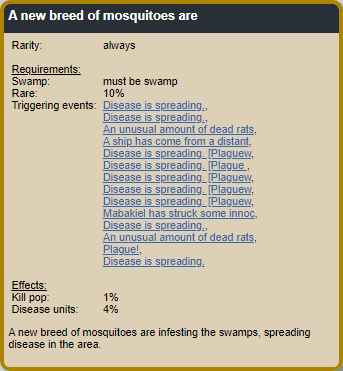 A new breed of mosquitoes are
Rarity: always
Requirements:
Swamp: must be swamp
Rare: 10%
Triggering events: Disease is spreading.,
Disease is spreading.,
An unusual amount of dead rats,
A ship has come from a distant,
Disease is spreading. [Plaguew,
Disease is spreading. [Plague ,
Disease is spreading. [Plaguew,
Disease is spreading. [Plaguew,
Disease is spreading. [Plaguew,
Mabakiel has struck some innoc,
Disease is spreading.,
An unusual amount of dead rats,
Plague!,
Disease is spreading.
Effects:
Kill pop: 1%
Disease units: 4%
A new breed of mosquitoes are infesting the swamps, spreading
disease in the area.